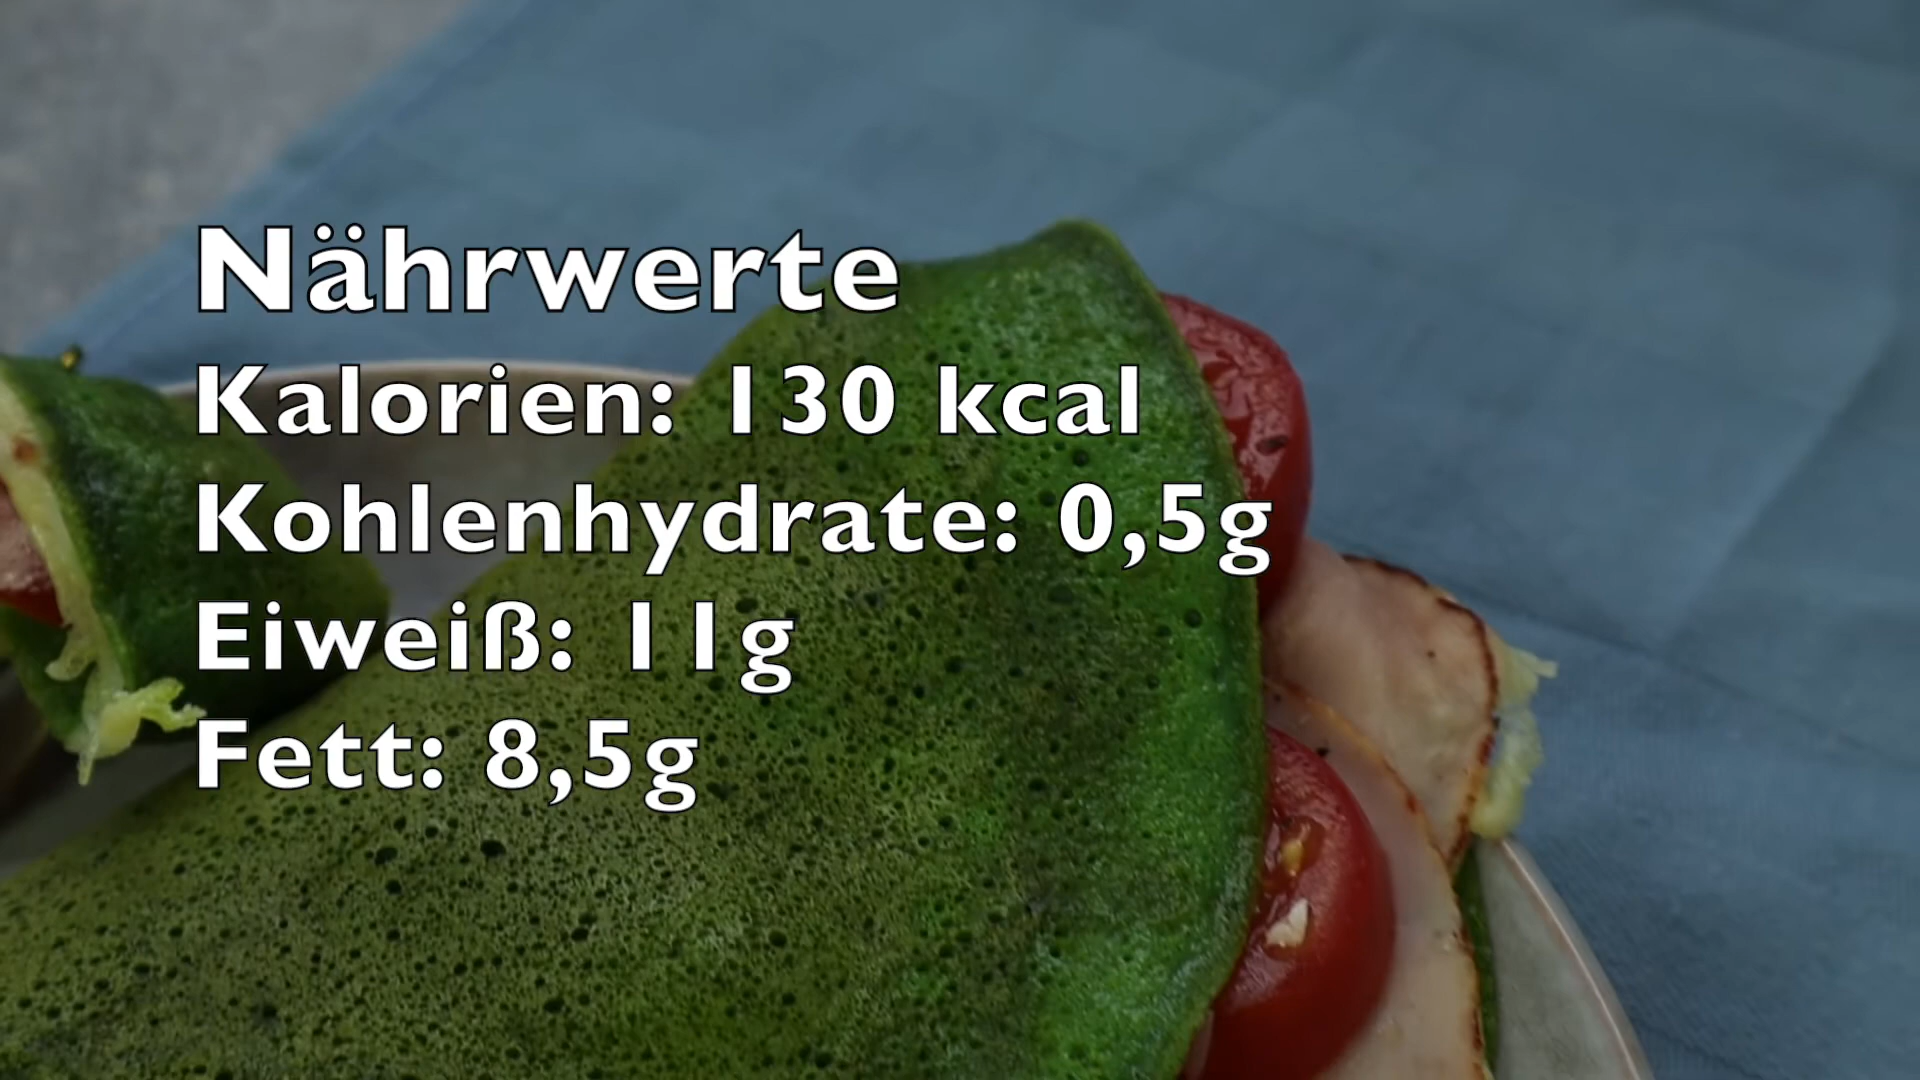 Nährwerte
Kalorien: 130 kcal
Kohlenhydrate: 0,5g
Eiweiß: 11g
Fett: 8,5g